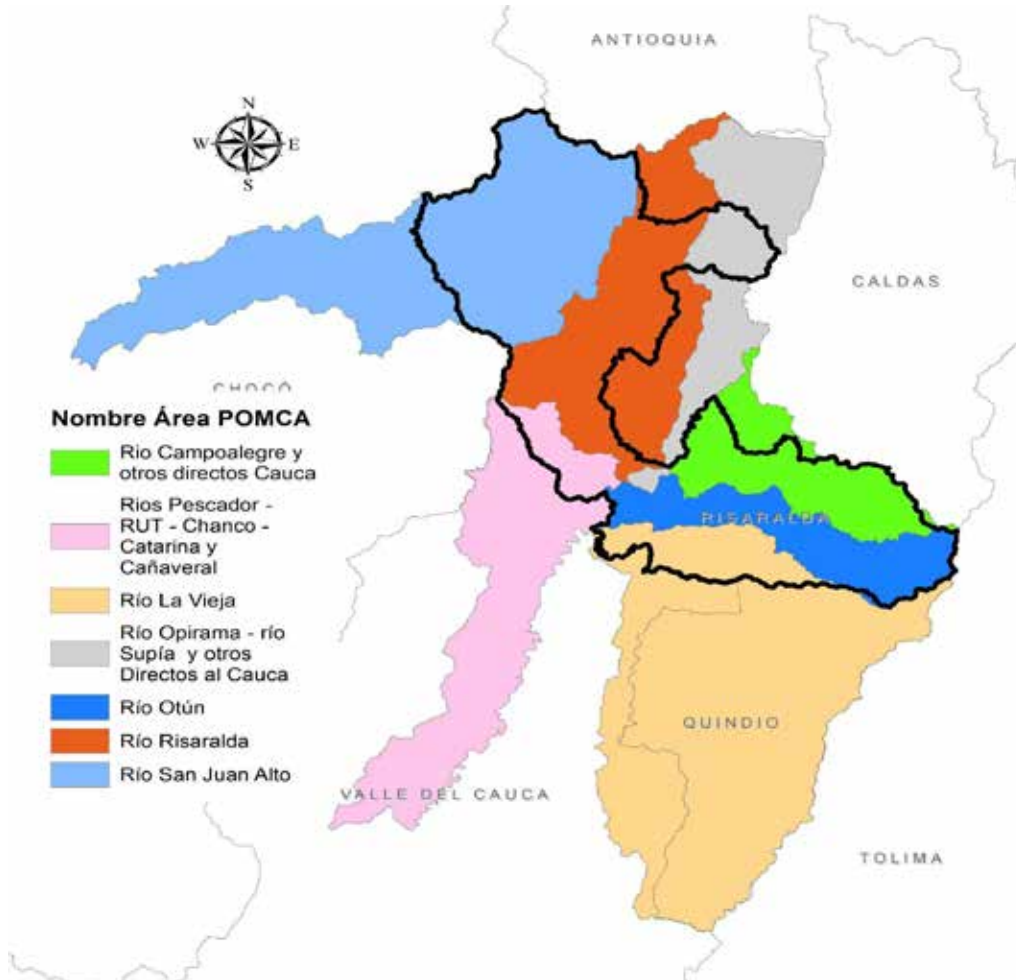 ANTIOQUIA
N
W E
S
CALDAS
CHOCÓ
Nombre Área POMCA
Rio Campoalegre y
otros directos Cauca
Rios Pescador -
RUT - Chanco -
Catarina y
Cañaveral
RISARALDA
Río La Vieja
Río Opirama - río
Supía y otros
Directos al Cauca
Río Otún
QUINDIO
Río Risaralda
Río San Juan Alto
VALLE DEL CAUCA
TOLIMA